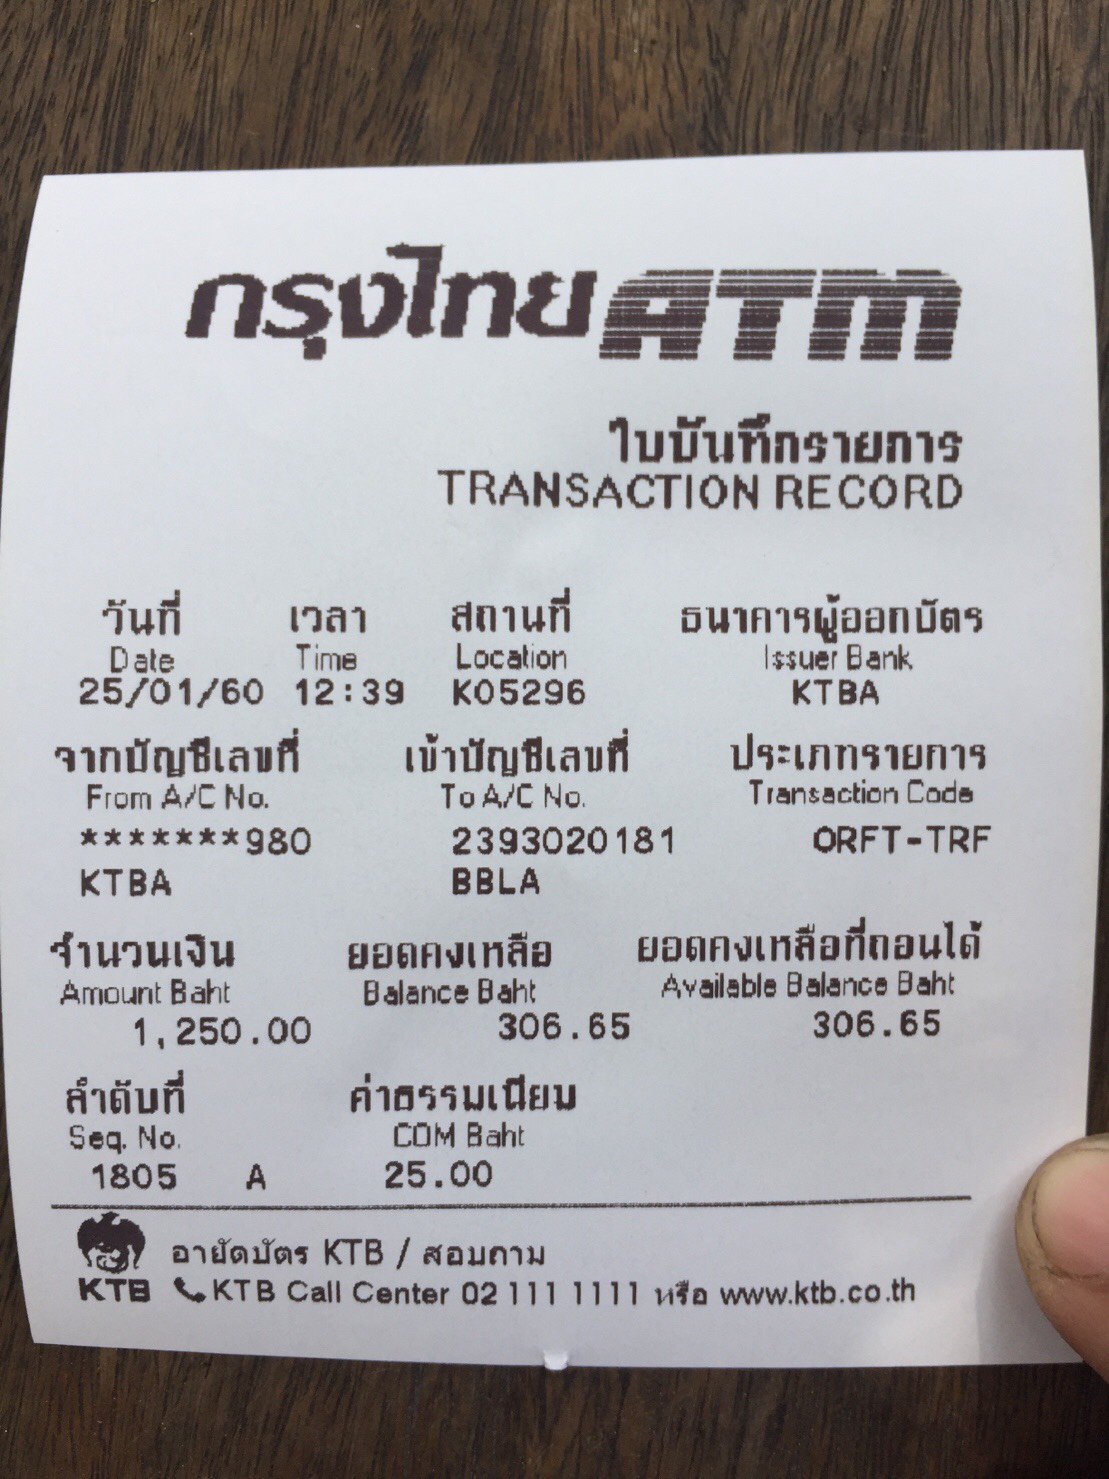 กรุงไทย ATM
ใบบันทึกรายการ
TRANSACTION RECORD
วันที่ เวลา สถานที่ ธนาคารผู้ออกบัตร
Date Time Location Issuer Bank
25/01/60 12:39 K05296 KTBA
จากบัญชีเลขที่ เข้าบัญชีเลขที่ ประเภทรายการ
From A/C No. To A/C No. Transaction Code
*******980 2393020181 ORFT-TRF
KTBA BBLA
จำนวนเงิน ยอดคงเหลือ ยอดคงเหลือที่ถอนได้
Amount Baht Balance Baht Available Balance Baht
1,250.00 306.65 306.65
ลำดับที่ ค่าธรรมเนียม
Seq. No. COM Baht
1805 A 25.00
อายัดบัตร KTB / สอบถาม
KTB KTB Call Center 02 111 1111 หรือ www.ktb.co.th